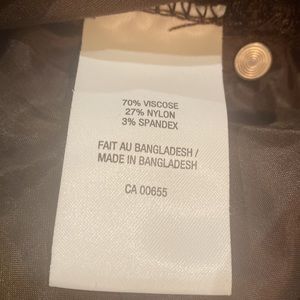 70% VISCOSE
27% NYLON
3% SPANDEX
FAIT AU BANGLADESH /
MADE IN BANGLADESH
CA 00655